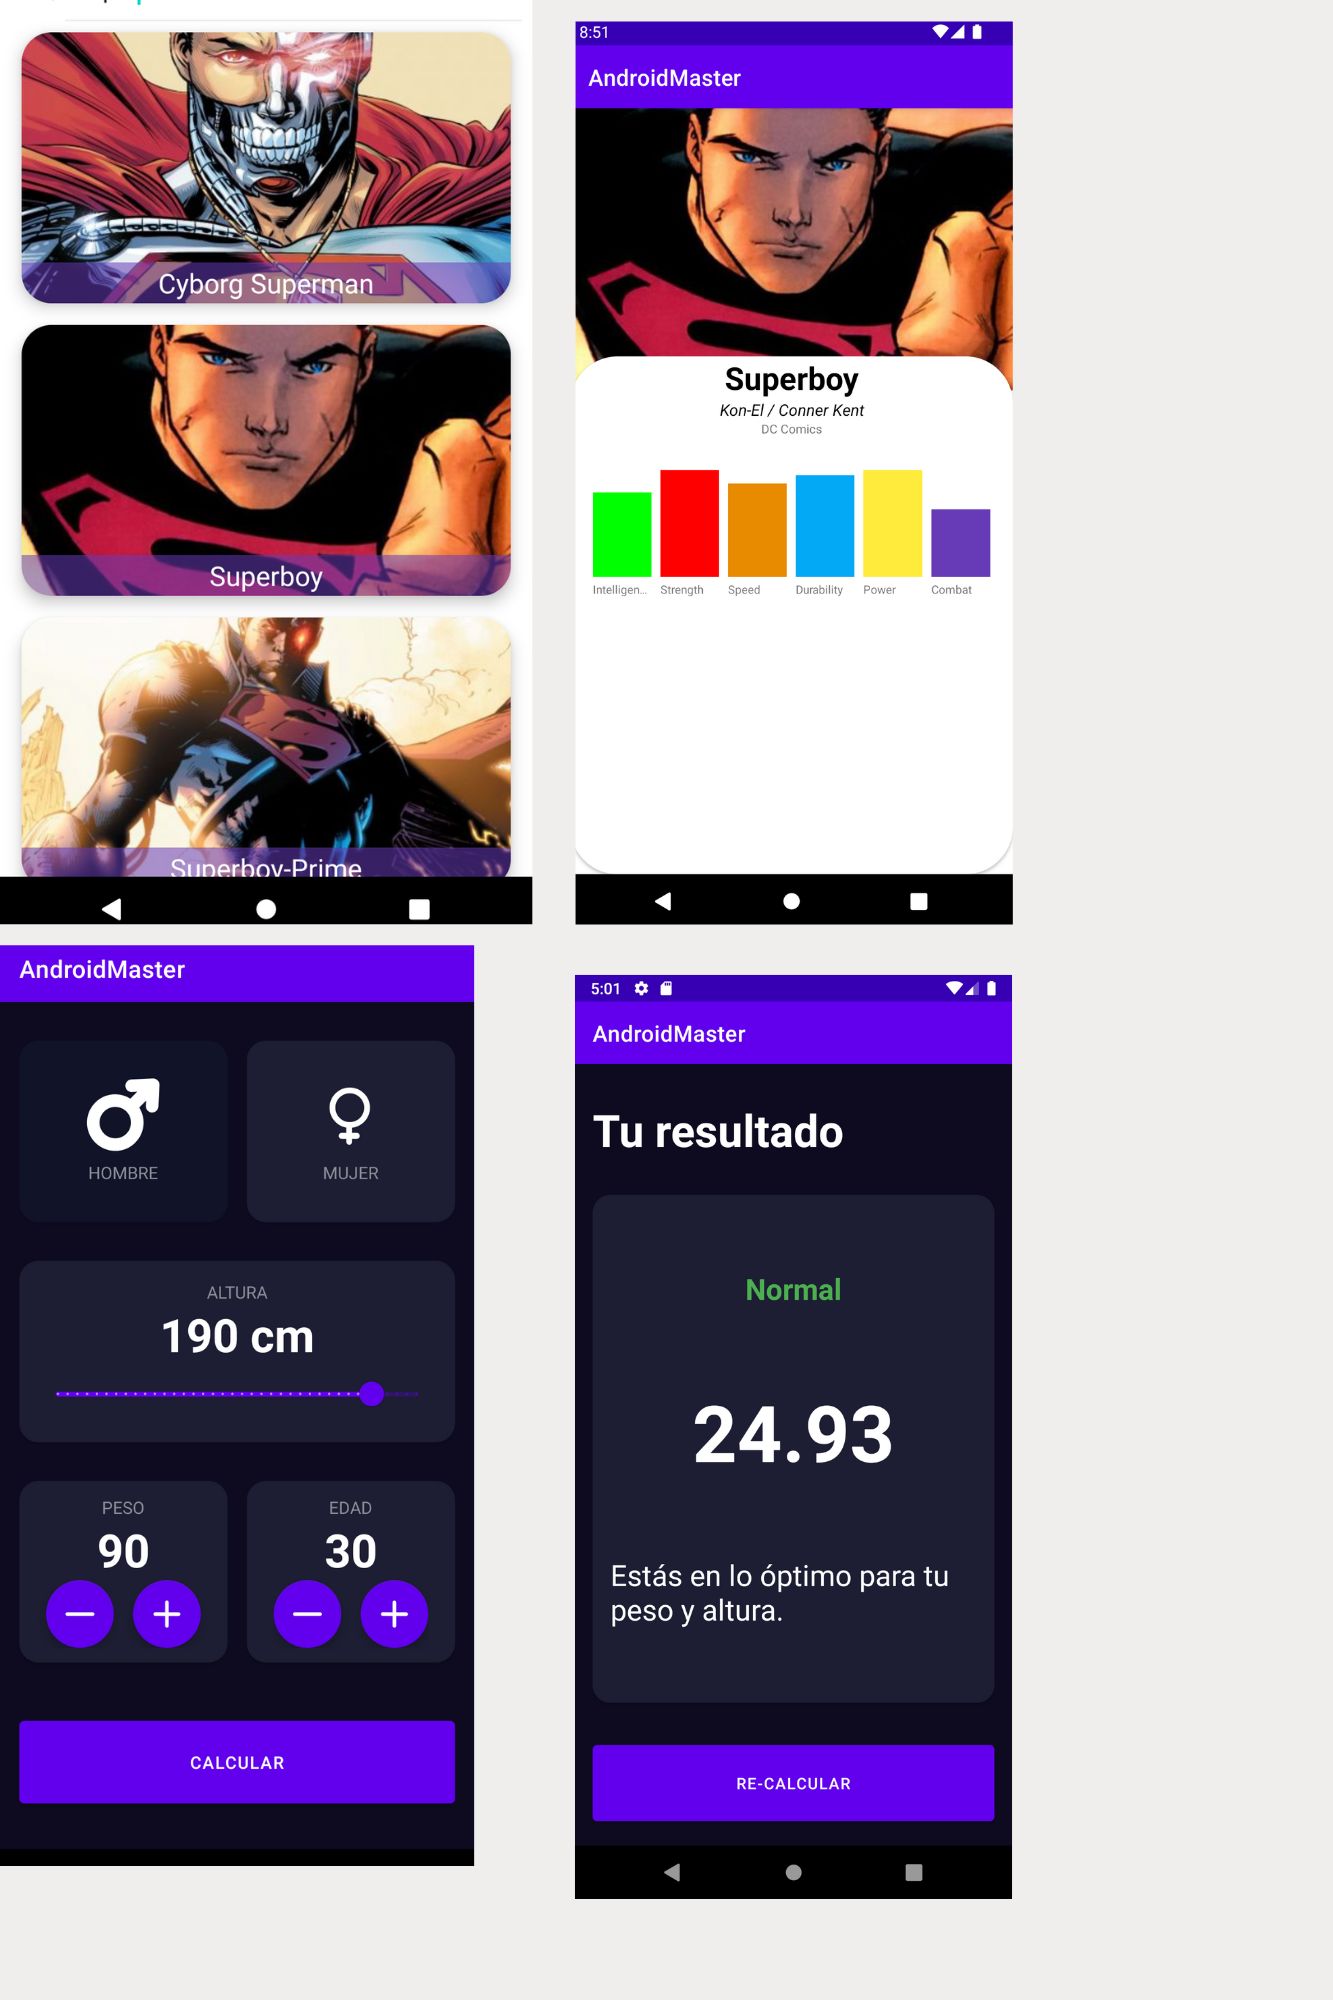 Cyborg Superman
Superboy
Superboy-Prime
8:51
AndroidMaster
Superboy
Kon-El / Conner Kent
DC Comics
Intelligen...
Strength
Speed
Durability
Power
Combat
AndroidMaster
HOMBRE
MUJER
ALTURA
190 cm
PESO
90
EDAD
30
CALCULAR
5:01
AndroidMaster
Tu resultado
Normal
24.93
Estás en lo óptimo para tu
peso y altura.
RE-CALCULAR